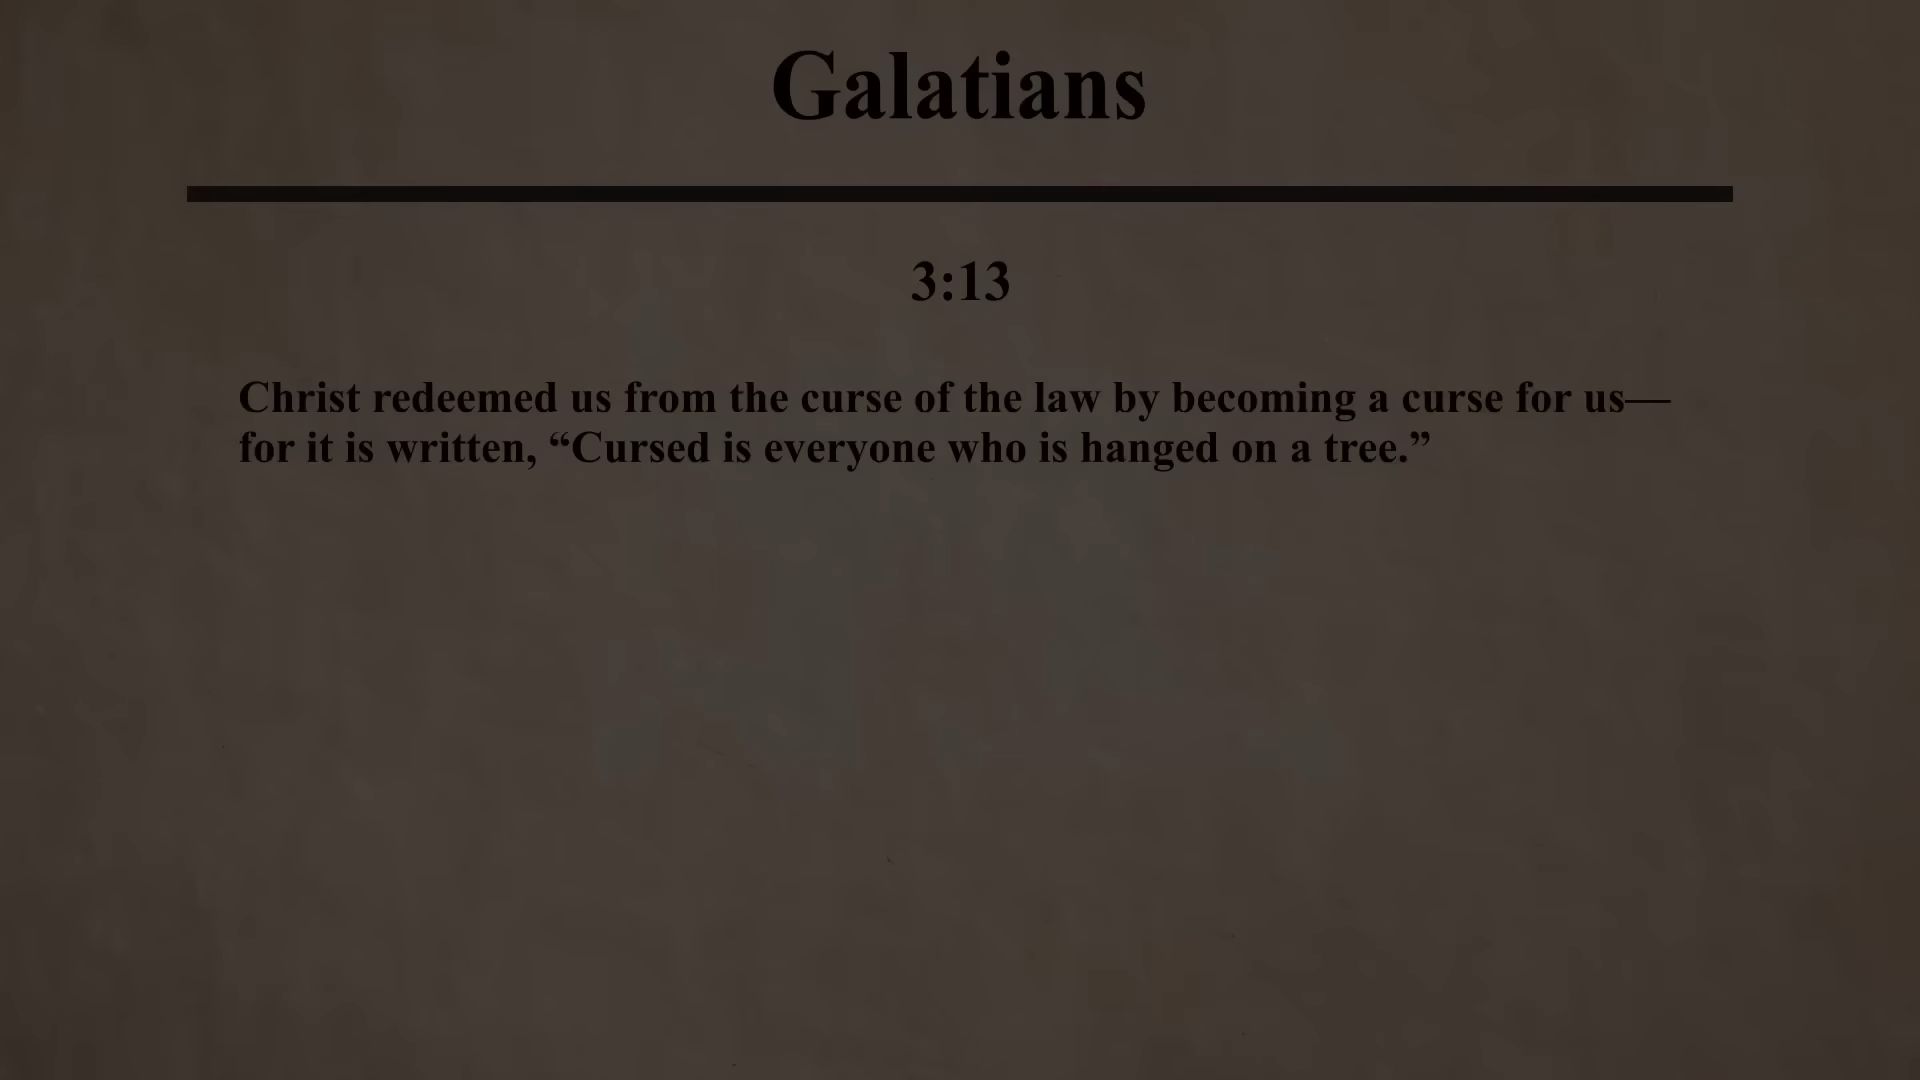 Galatians
3:13
Christ redeemed us from the curse of the law by becoming a curse for us—
for it is written, “Cursed is everyone who is hanged on a tree.”